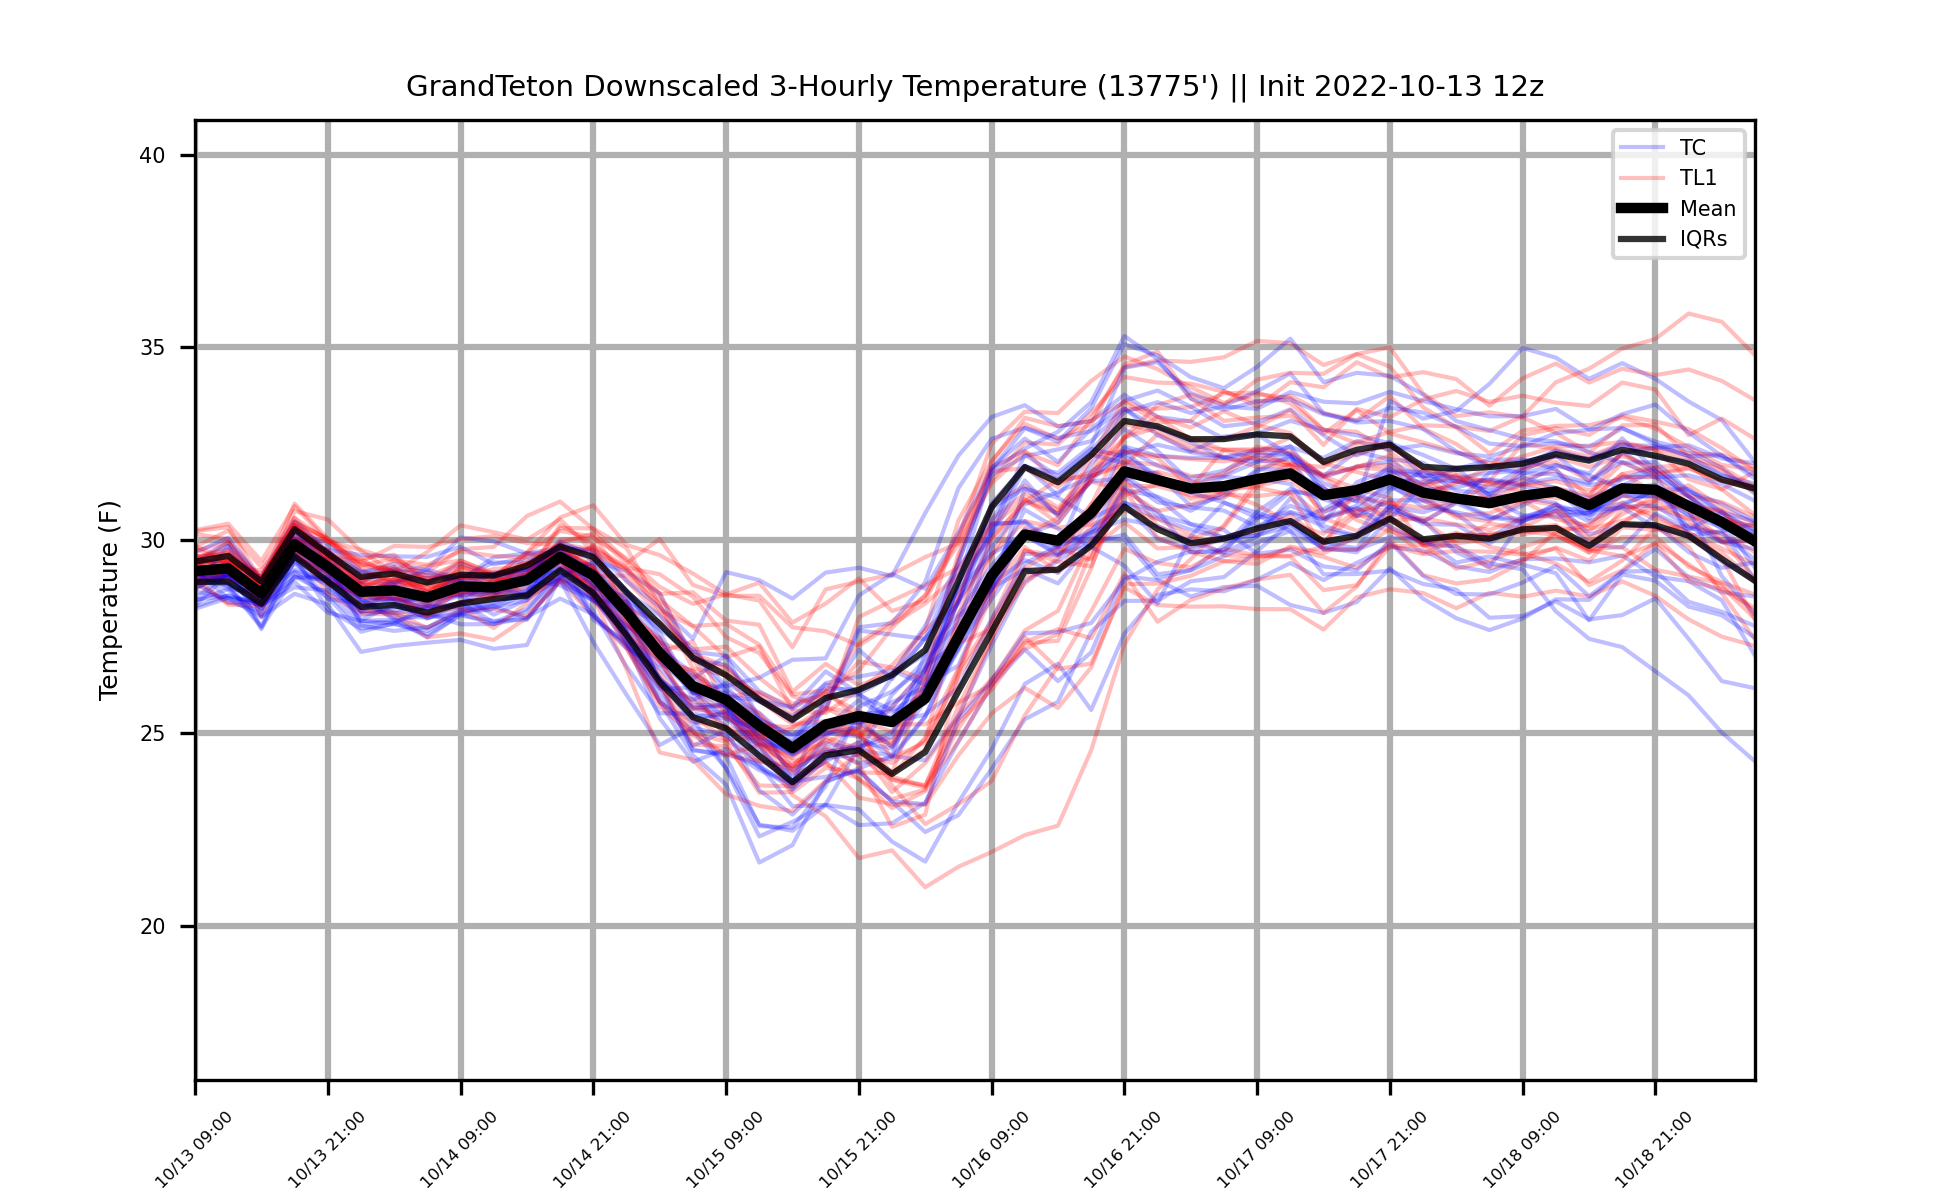 GrandTeton Downscaled 3-Hourly Temperature (13775') || Init 2022-10-13 12z
TC
TL1
Mean
IQRs
Temperature (F)
40
35
30
25
20
10/13 09:00
10/13 21:00
10/14 09:00
10/14 21:00
10/15 09:00
10/15 21:00
10/16 09:00
10/16 21:00
10/17 09:00
10/17 21:00
10/18 09:00
10/18 21:00